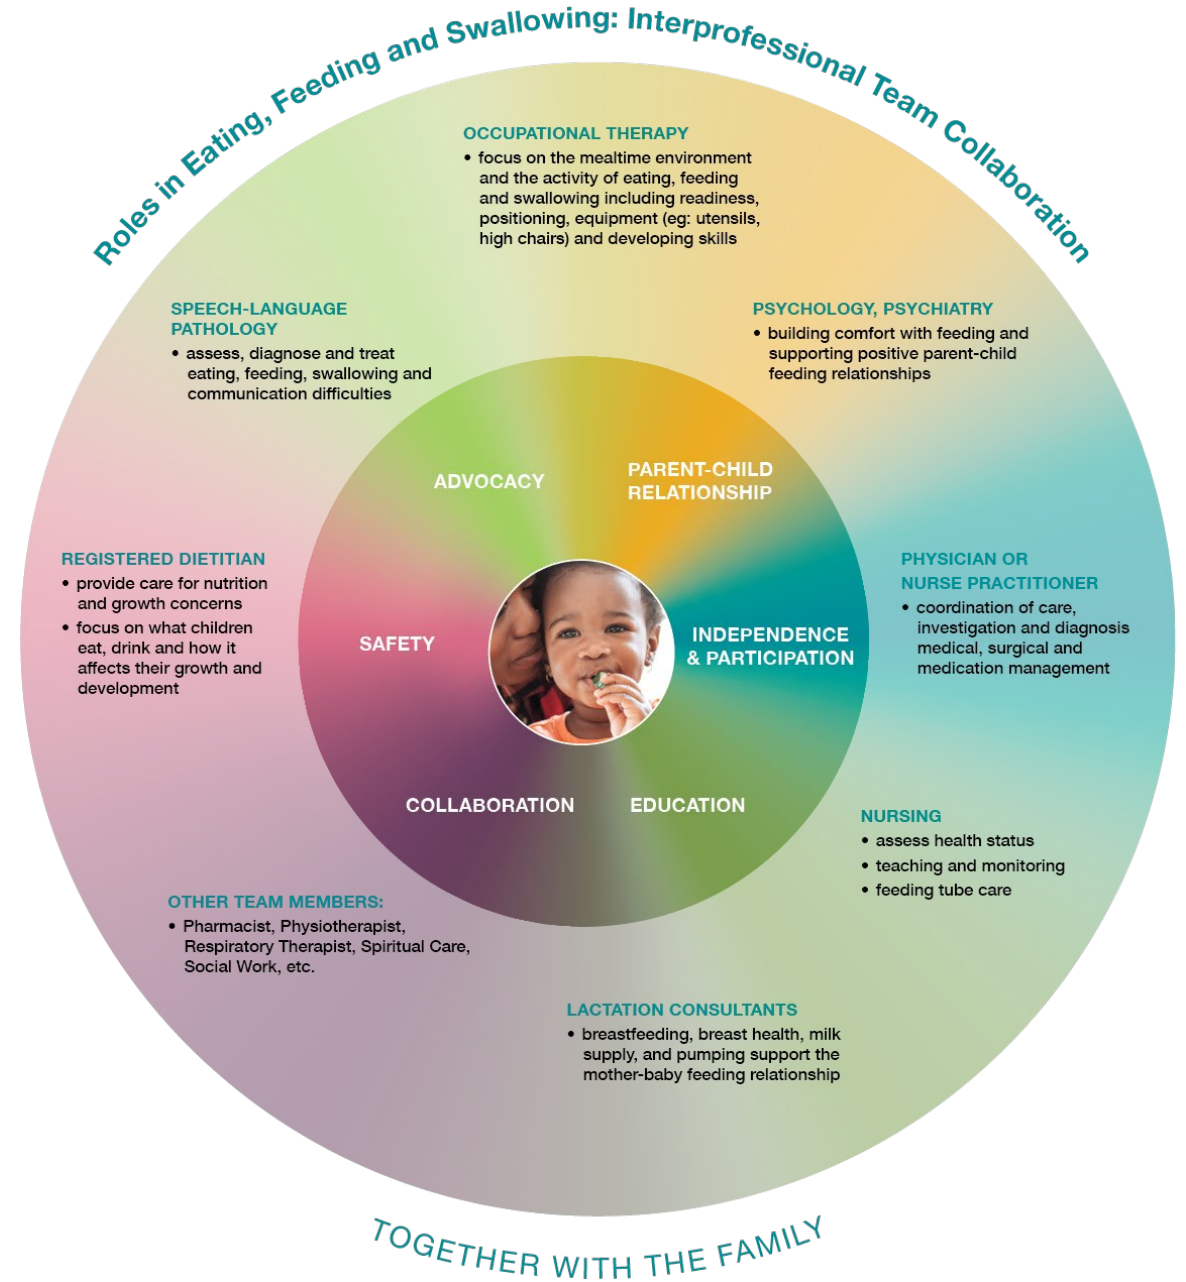 Roles in Eating, Feeding and Swallowing: Interprofessional Team Collaboration
OCCUPATIONAL THERAPY
• focus on the mealtime environment
and the activity of eating, feeding
and swallowing including readiness,
positioning, equipment (eg: utensils,
high chairs) and developing skills
SPEECH-LANGUAGE
PATHOLOGY
• assess, diagnose and treat
eating, feeding, swallowing and
communication difficulties
PSYCHOLOGY, PSYCHIATRY
• building comfort with feeding and
supporting positive parent-child
feeding relationships
ADVOCACY
PARENT-CHILD
RELATIONSHIP
REGISTERED DIETITIAN
• provide care for nutrition
and growth concerns
• focus on what children
eat, drink and how it
affects their growth and
development
SAFETY
INDEPENDENCE
& PARTICIPATION
PHYSICIAN OR
NURSE PRACTITIONER
• coordination of care,
investigation and diagnosis
medical, surgical and
medication management
COLLABORATION
EDUCATION
NURSING
• assess health status
• teaching and monitoring
• feeding tube care
OTHER TEAM MEMBERS:
• Pharmacist, Physiotherapist,
Respiratory Therapist, Spiritual Care,
Social Work, etc.
LACTATION CONSULTANTS
• breastfeeding, breast health, milk
supply, and pumping support the
mother-baby feeding relationship
TOGETHER WITH THE FAMILY